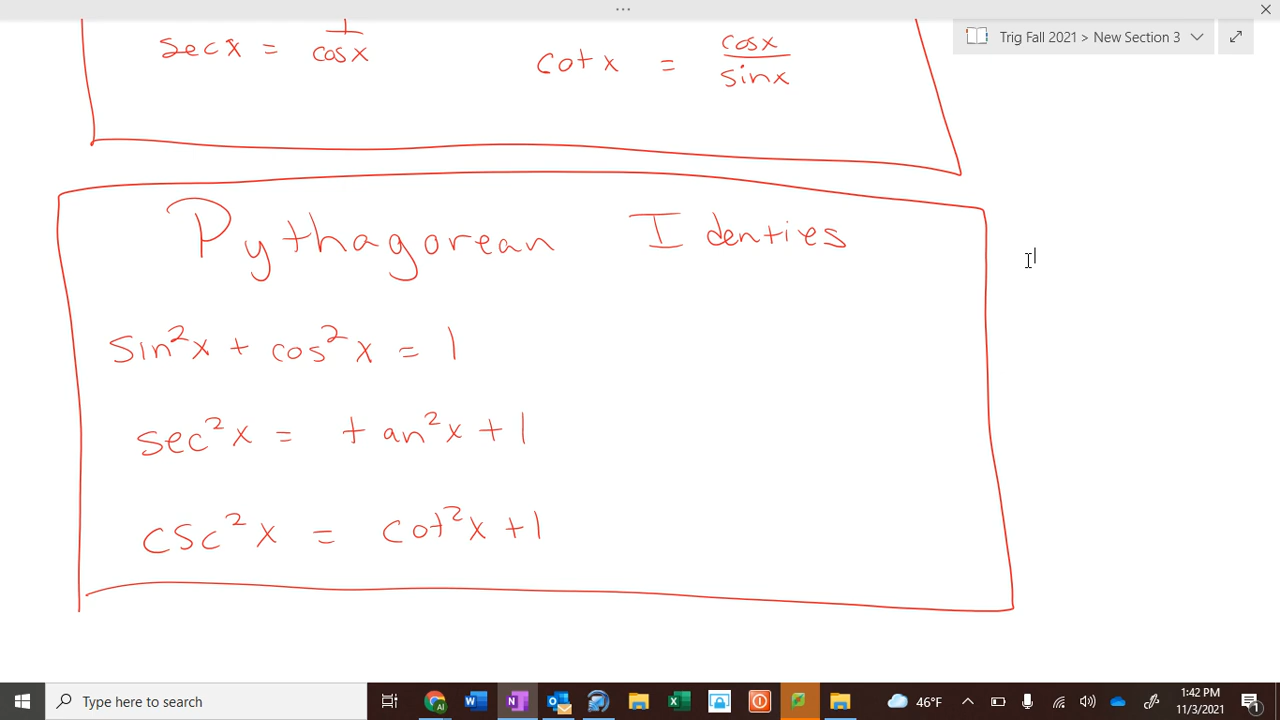 ...
Trig Fall 2021 > New Section 3
sec x = 1/cos x
cot x = cos x/sin x
Pythagorean Identies
sin²x + cos²x = 1
sec²x = tan²x + 1
csc²x = cot²x + 1
Type here to search
46°F
1:42 PM
11/3/2021
1